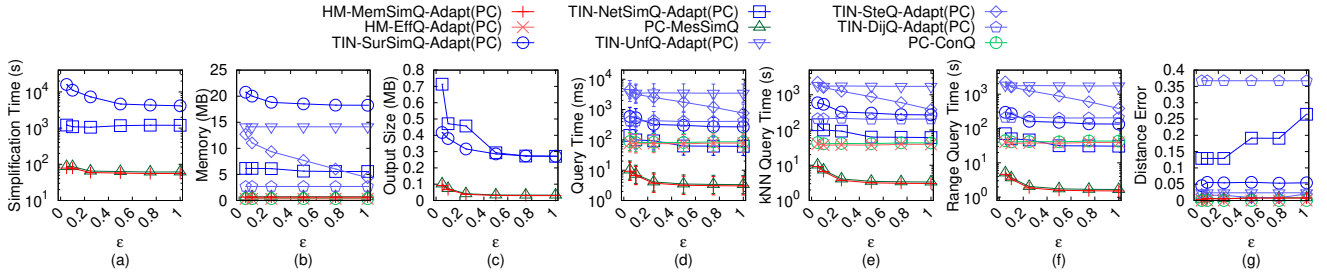 HM-MemSimQ-Adapt(PC)
HM-EffQ-Adapt(PC)
TIN-SurSimQ-Adapt(PC)
TIN-NetSimQ-Adapt(PC)
PC-MesSimQ
TIN-UnfQ-Adapt(PC)
TIN-SteQ-Adapt(PC)
TIN-DijQ-Adapt(PC)
PC-ConQ
Simplification Time (s)
10^4
10^3
10^2
10^1
0 0.2 0.4 0.6 0.8 1
ε
(a)
Memory (MB)
25
20
15
10
5
0
0 0.2 0.4 0.6 0.8 1
ε
(b)
Output Size (MB)
0.8
0.7
0.6
0.5
0.4
0.3
0.2
0.1
0
0 0.2 0.4 0.6 0.8 1
ε
(c)
Query Time (ms)
10^4
10^3
10^2
10^1
10^0
0 0.2 0.4 0.6 0.8 1
ε
(d)
kNN Query Time (s)
10^4
10^3
10^2
10^1
10^0
0 0.2 0.4 0.6 0.8 1
ε
(e)
Range Query Time (s)
10^4
10^3
10^2
10^1
10^0
0 0.2 0.4 0.6 0.8 1
ε
(f)
Distance Error
0.4
0.35
0.3
0.25
0.2
0.15
0.1
0.05
0
0 0.2 0.4 0.6 0.8 1
ε
(g)